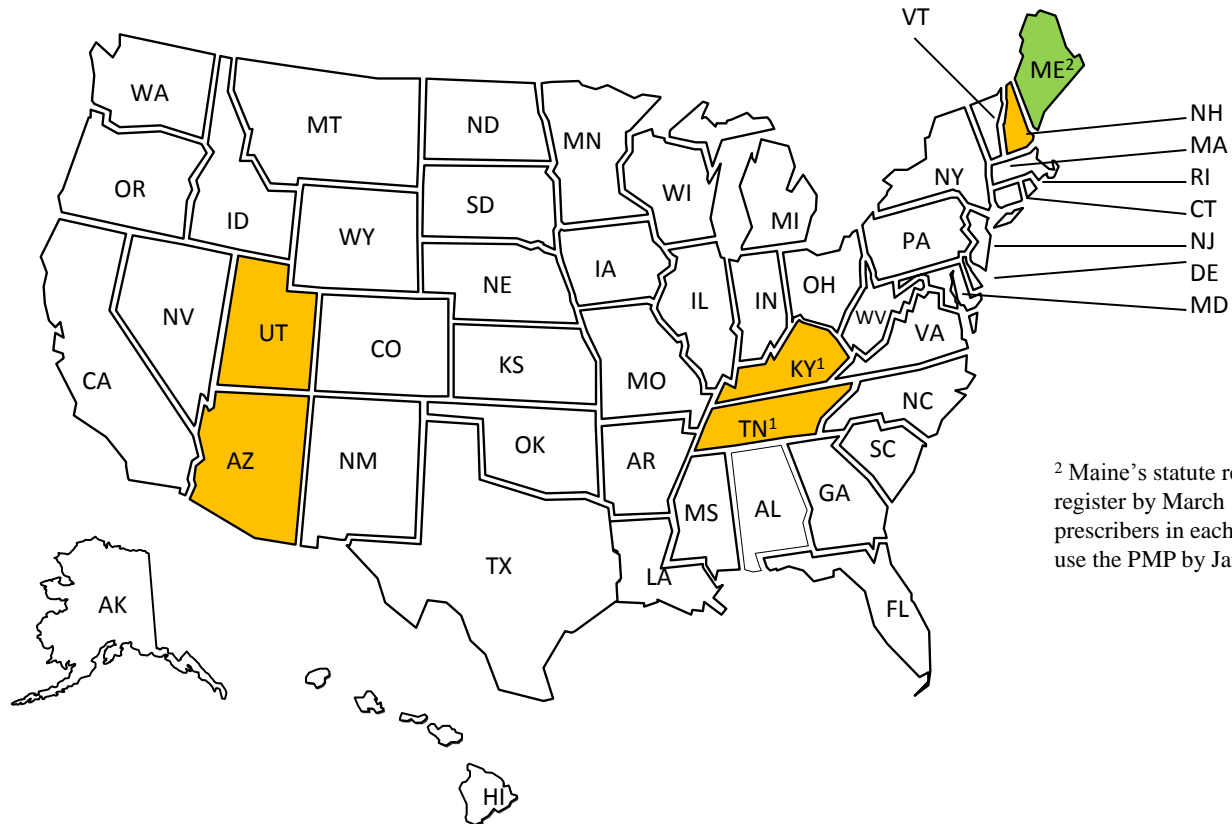 VT
ME²
WA
MT
ND
MN
NH
MA
OR
ID
SD
WI
NY
RI
WY
MI
CT
PA
NJ
IA
NE
OH
DE
IL
IN
NV
UT
WV
MD
CO
VA
KS
CA
MO
KY¹
NC
TN¹
OK
SC
AZ
NM
AR
GA
MS
AL
² Maine's statute re
register by March
prescribers in each
use the PMP by Ja
TX
LA
AK
FL
HI